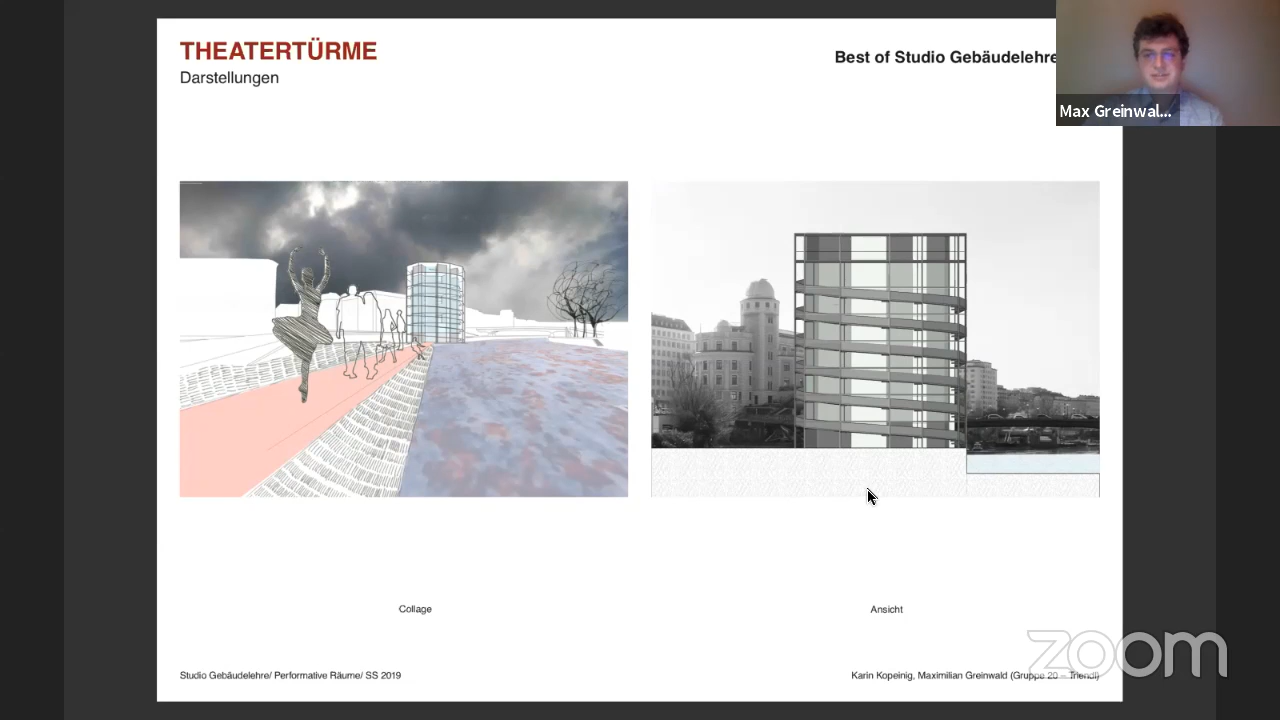 THEATERTÜRME
Darstellungen
Best of Studio Gebäudelehre
Max Greinwal...
Collage
Ansicht
Studio Gebäudelehre/ Performative Räume/ SS 2019
Karin Kopeinig, Maximilian Greinwald (Gruppe 20 – Triendl)
zoom